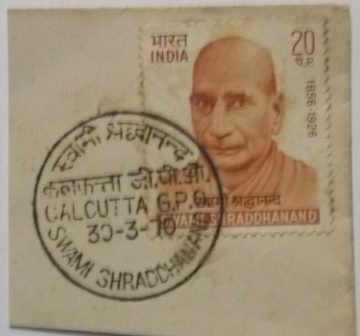 भारत
INDIA
20
P.
1856-1926
स्वामी श्रद्धानन्द
SWAMI SHRADDHANAND
स्वामी श्रद्धानन्द
कलकत्ता जी.पी.ओ.
CALCUTTA G.P.O
30-3-70
SWAMI SHRADDHANAND